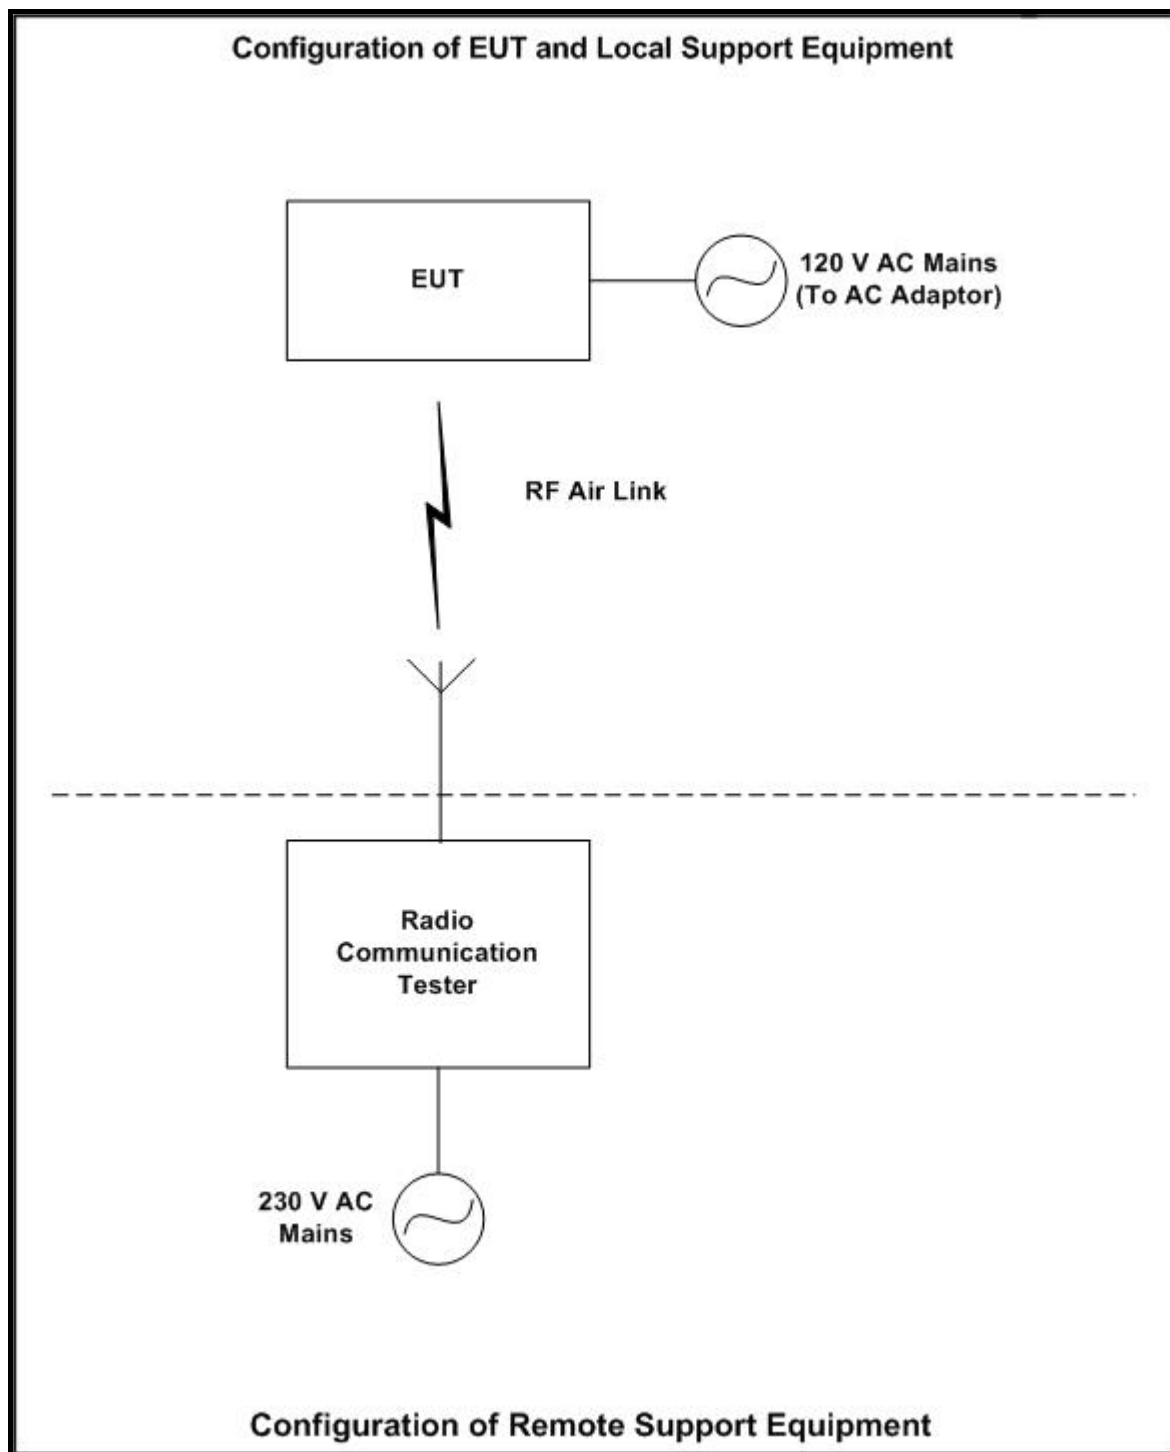 Configuration of EUT and Local Support Equipment
EUT
120 V AC Mains
(To AC Adaptor)
RF Air Link
Radio
Communication
Tester
230 V AC
Mains
Configuration of Remote Support Equipment